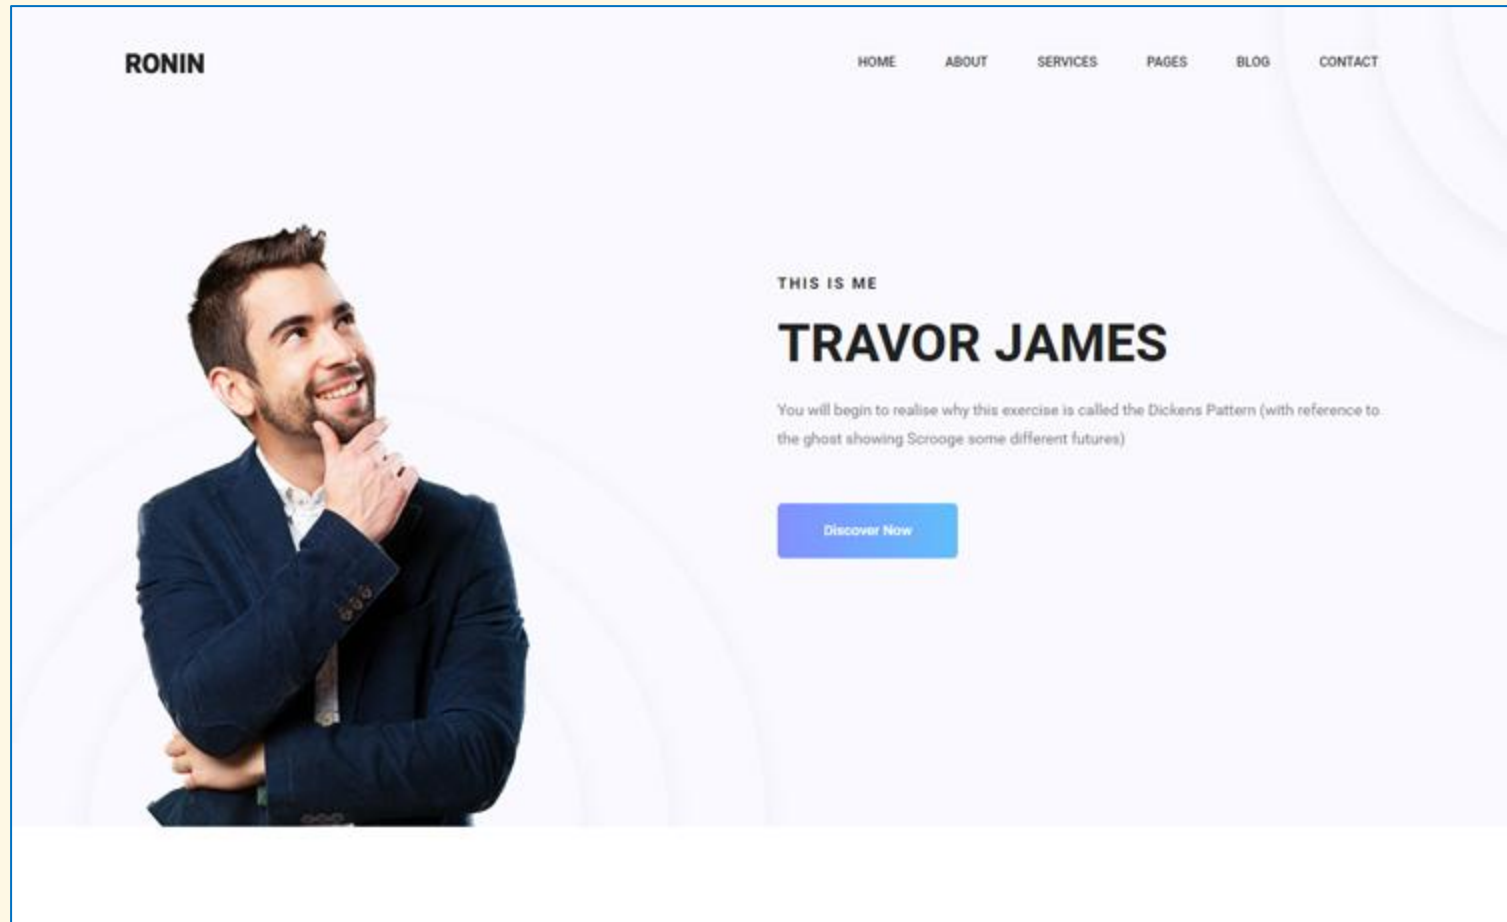 RONIN
HOME ABOUT SERVICES PAGES BLOG CONTACT
THIS IS ME
TRAVOR JAMES
You will begin to realise why this exercise is called the Dickens Pattern (with reference to
the ghost showing Scrooge some different futures)
Discover Now